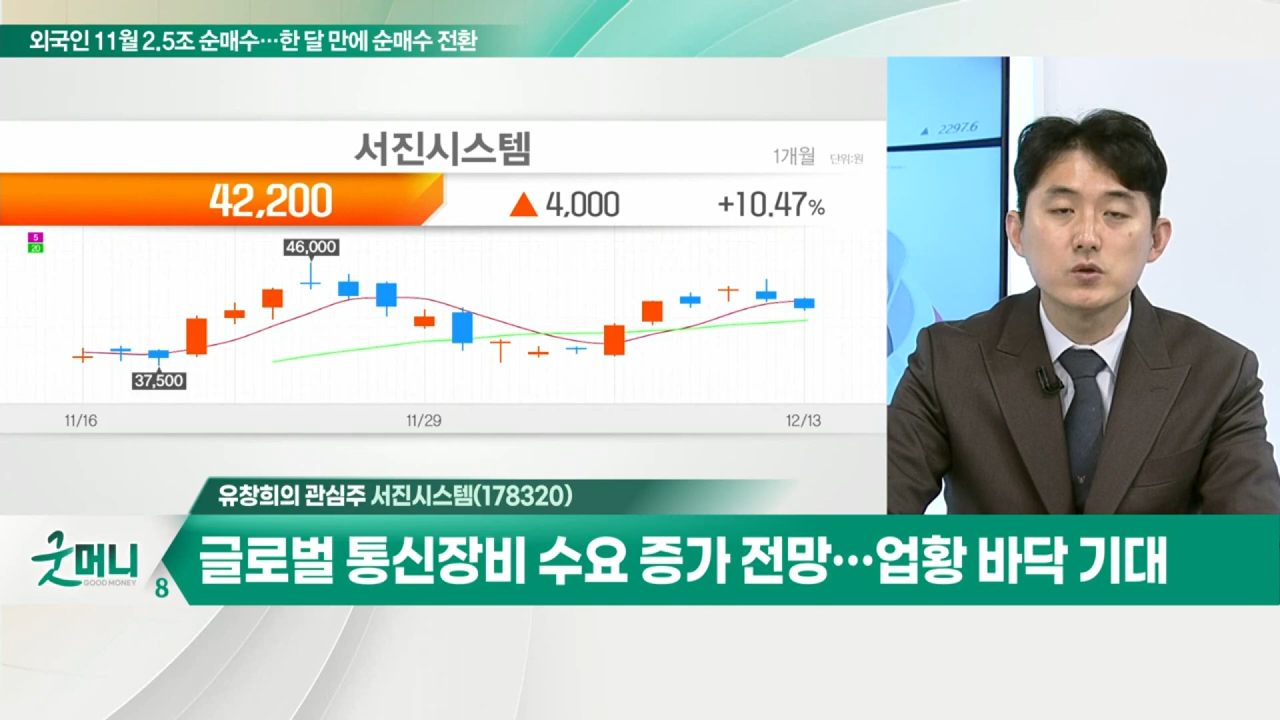 외국인 11월 2.5조 순매수…한 달 만에 순매수 전환
▲ 2297.6
서진시스템
1개월 단위:원
42,200 ▲ 4,000 +10.47%
5
20
46,000
37,500
11/16 11/29 12/13
유창희의 관심주 서진시스템(178320)
글로벌 통신장비 수요 증가 전망…업황 바닥 기대
굿머니
GOOD MONEY
8